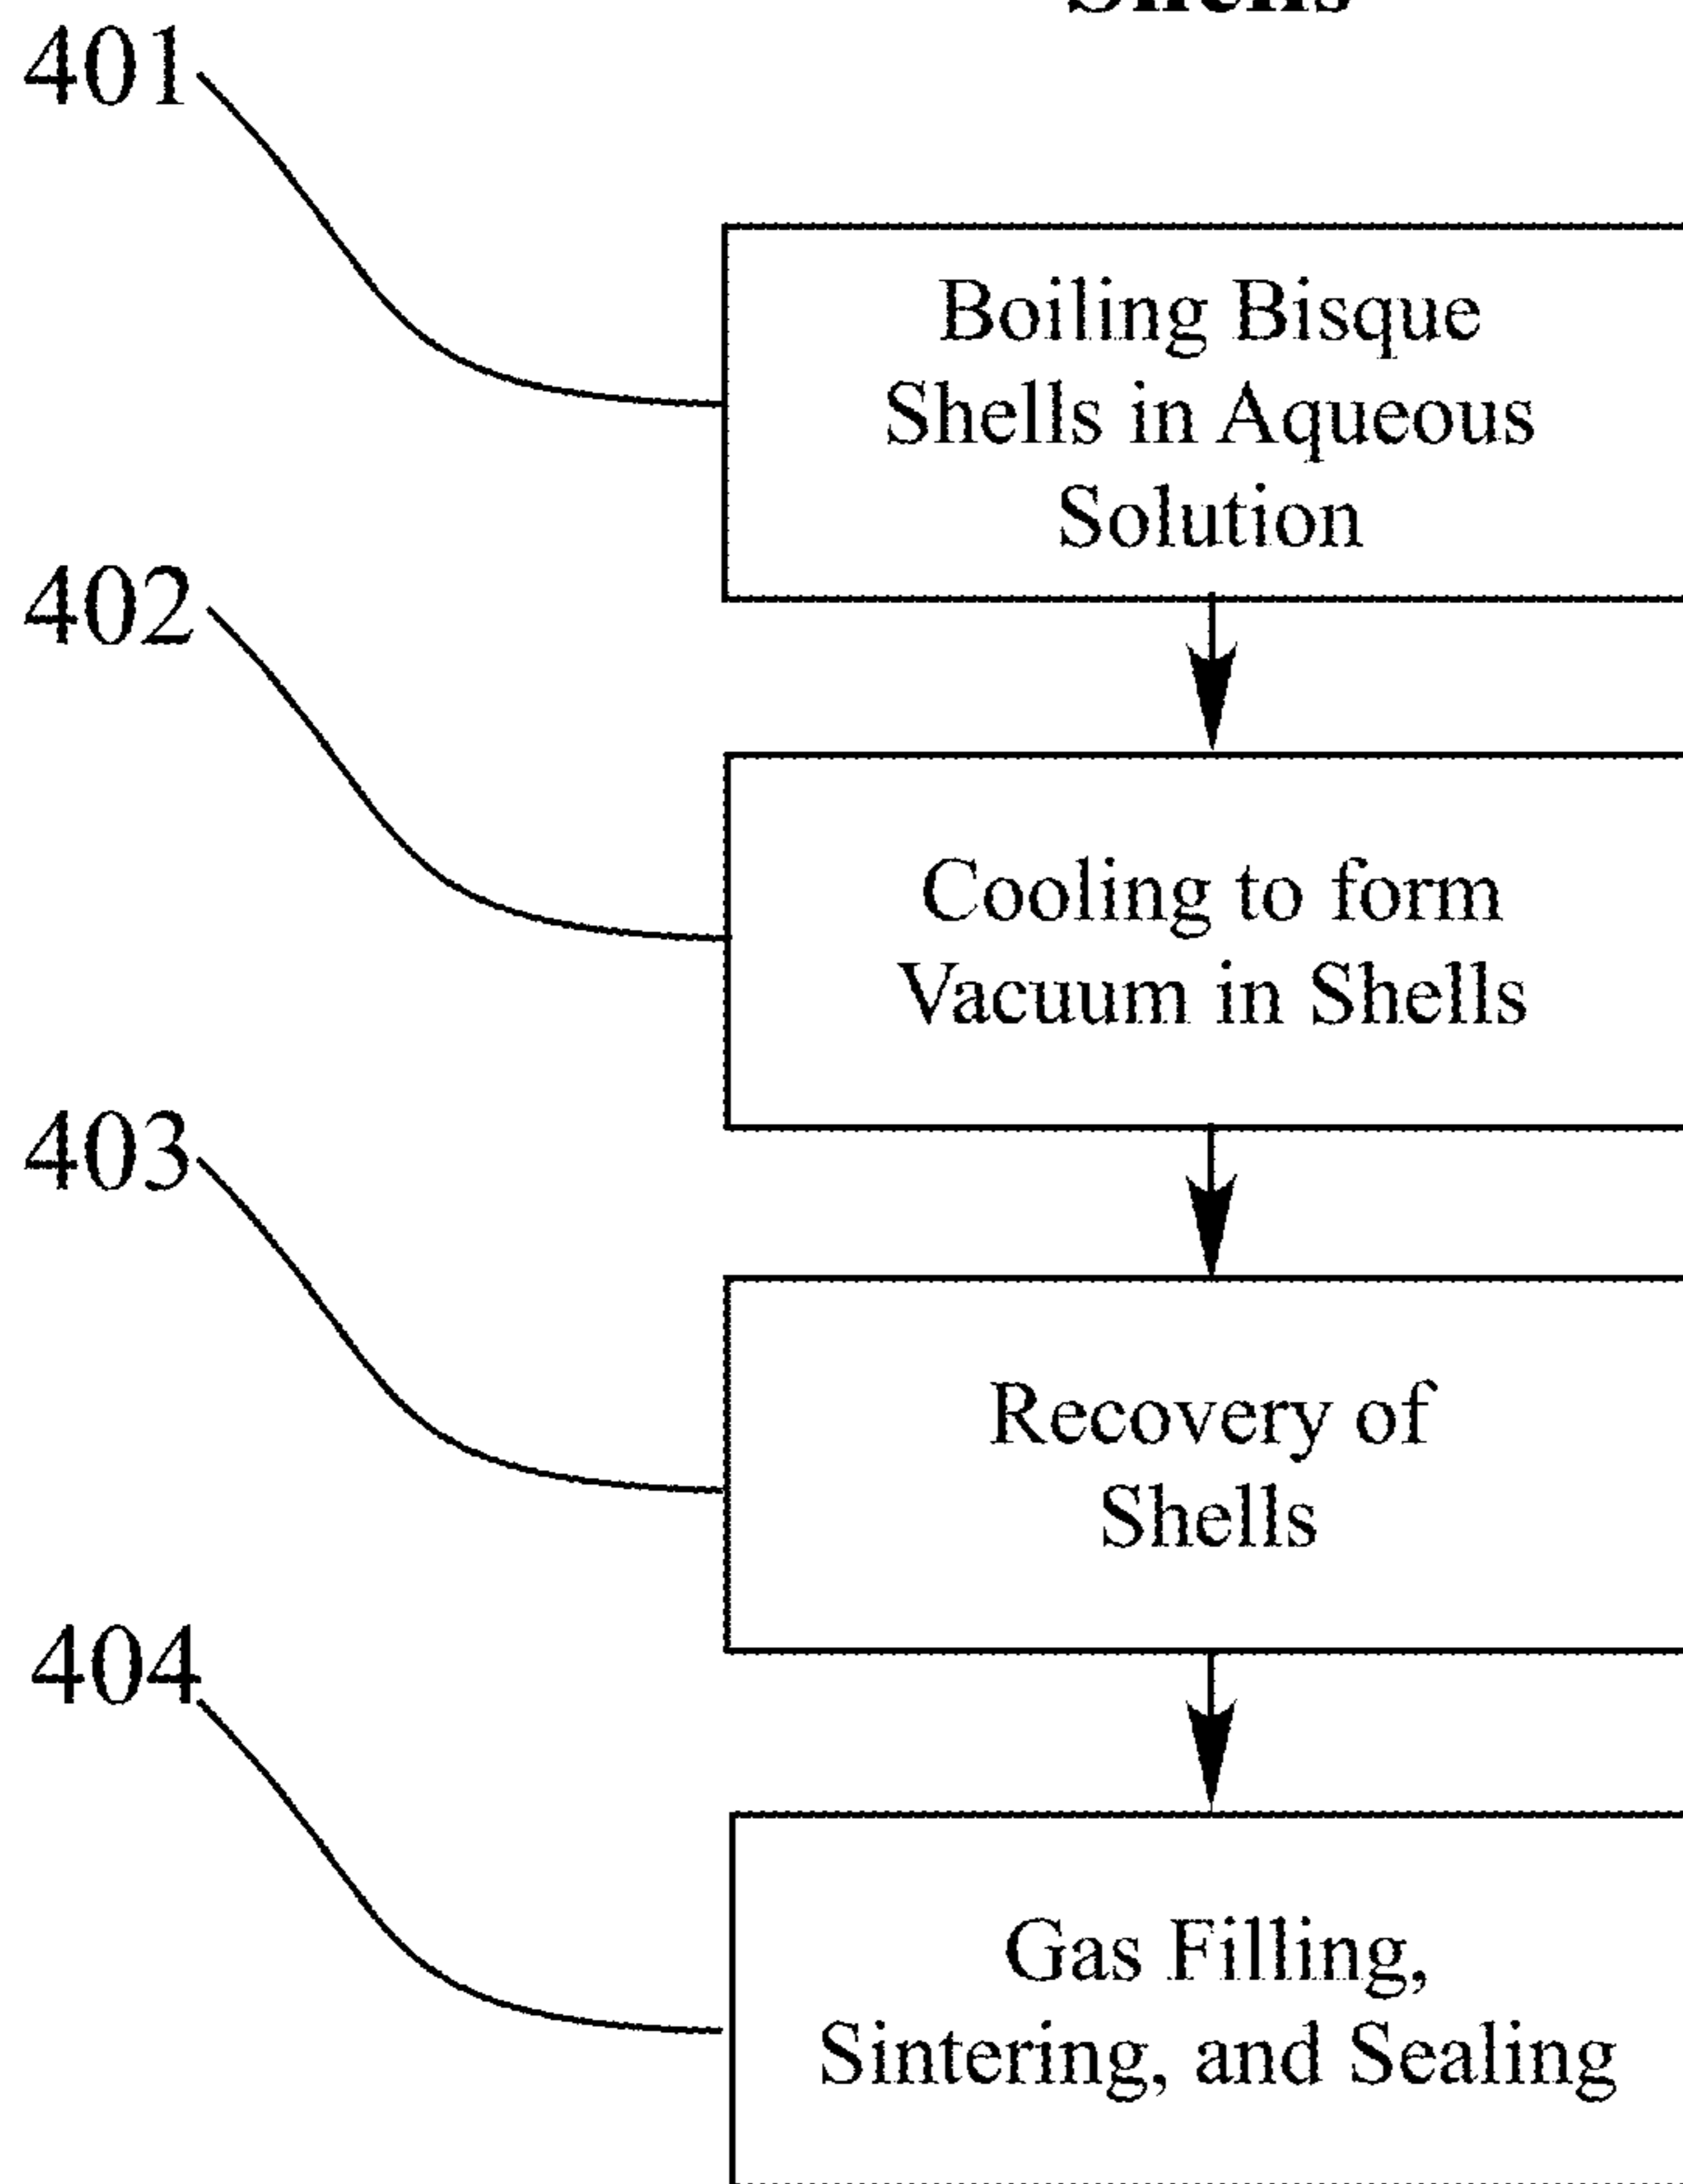 Shells
401
Boiling Bisque
Shells in Aqueous
Solution
402
Cooling to form
Vacuum in Shells
403
Recovery of
Shells
404
Gas Filling,
Sintering, and Sealing